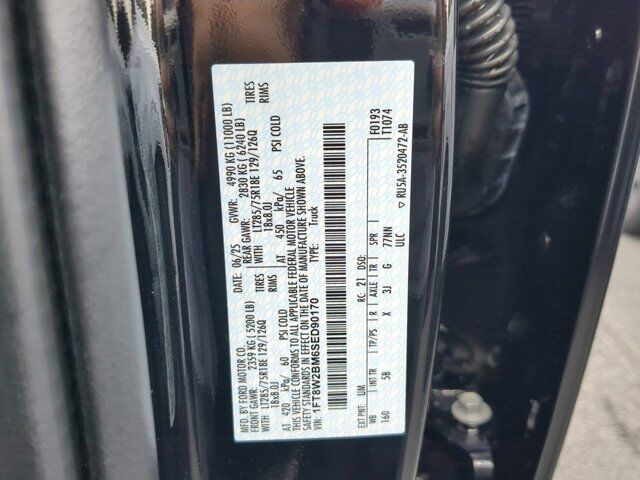 MFD. BY FORD MOTOR CO. DATE: 06/25 GVWR: 4990 KG (11000 LB)
FRONT GAWR: 2359 KG (5200 LB) REAR GAWR: 2830 KG (6240 LB)
WITH LT285/75R18E 129/126Q TIRES WITH LT285/75R18E 129/126Q TIRES
18x8.0J RIMS 18x8.0J RIMS
AT 420 kPa/ 60 PSI COLD AT 450 kPa/ 65 PSI COLD
THIS VEHICLE CONFORMS TO ALL APPLICABLE FEDERAL MOTOR VEHICLE
SAFETY STANDARDS IN EFFECT ON THE DATE OF MANUFACTURE SHOWN ABOVE.
VIN: 1FT8W2BM6SED90170 TYPE: Truck
F0193
T1074
EXT PNT: UM RC: 21 DSO:
WB INT TR TP/PS R AXLE TR SPR
160 5B X 3J G 77NN
ULC
▽ RU5A-3520472-AB